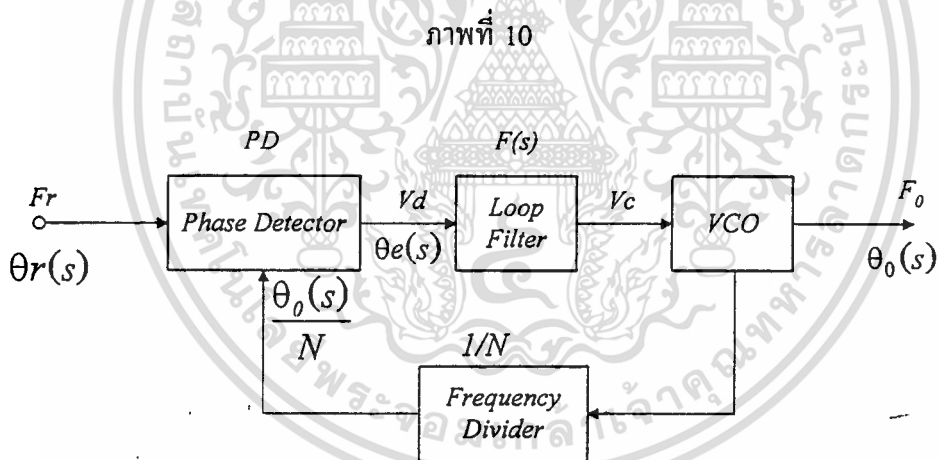 ภาพที่ 10
PD
F(s)
Fr
Phase Detector
Vd
Loop
Filter
Vc
VCO
F0
θr(s)
θe(s)
θ0(s)
θ0(s)
N
1/N
Frequency
Divider